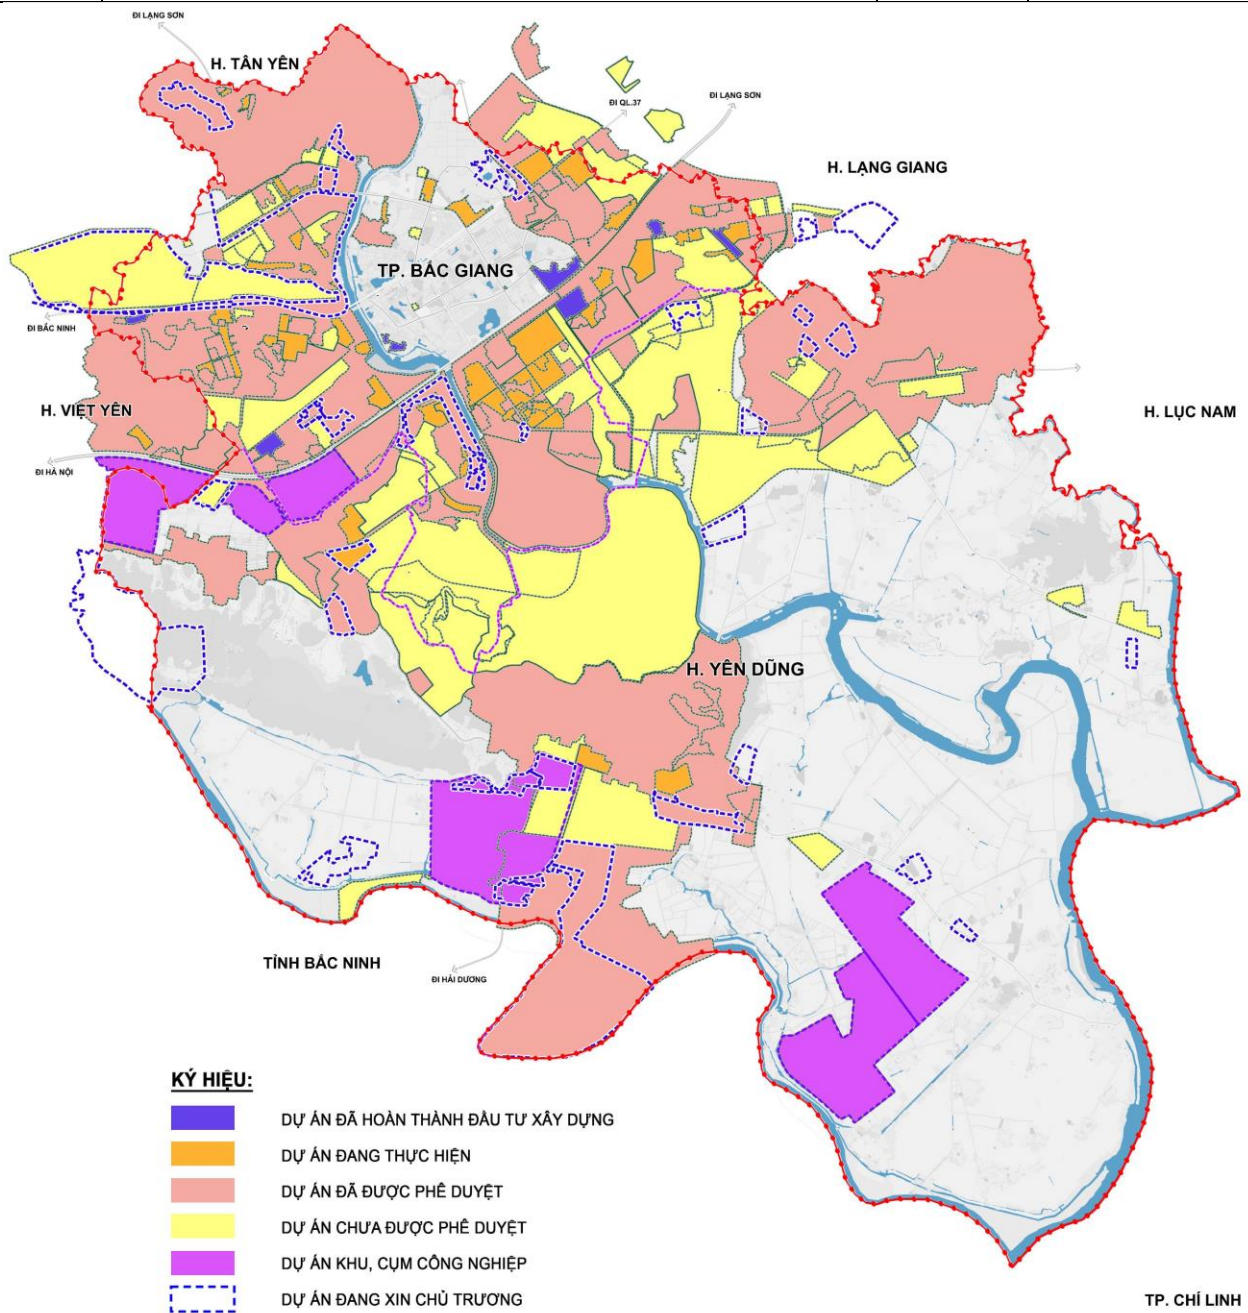 ĐI LẠNG SƠN
H. TÂN YÊN
ĐI LẠNG SƠN
ĐI QL.37
H. LẠNG GIANG
TP. BẮC GIANG
ĐI BẮC NINH
H. VIỆT YÊN
H. LỤC NAM
ĐI HÀ NỘI
H. YÊN DŨNG
TỈNH BẮC NINH
ĐI HẢI DƯƠNG
KÝ HIỆU:
DỰ ÁN ĐÃ HOÀN THÀNH ĐẦU TƯ XÂY DỰNG
DỰ ÁN ĐANG THỰC HIỆN
DỰ ÁN ĐÃ ĐƯỢC PHÊ DUYỆT
DỰ ÁN CHƯA ĐƯỢC PHÊ DUYỆT
DỰ ÁN KHU, CỤM CÔNG NGHIỆP
DỰ ÁN ĐANG XIN CHỦ TRƯƠNG
TP. CHÍ LINH